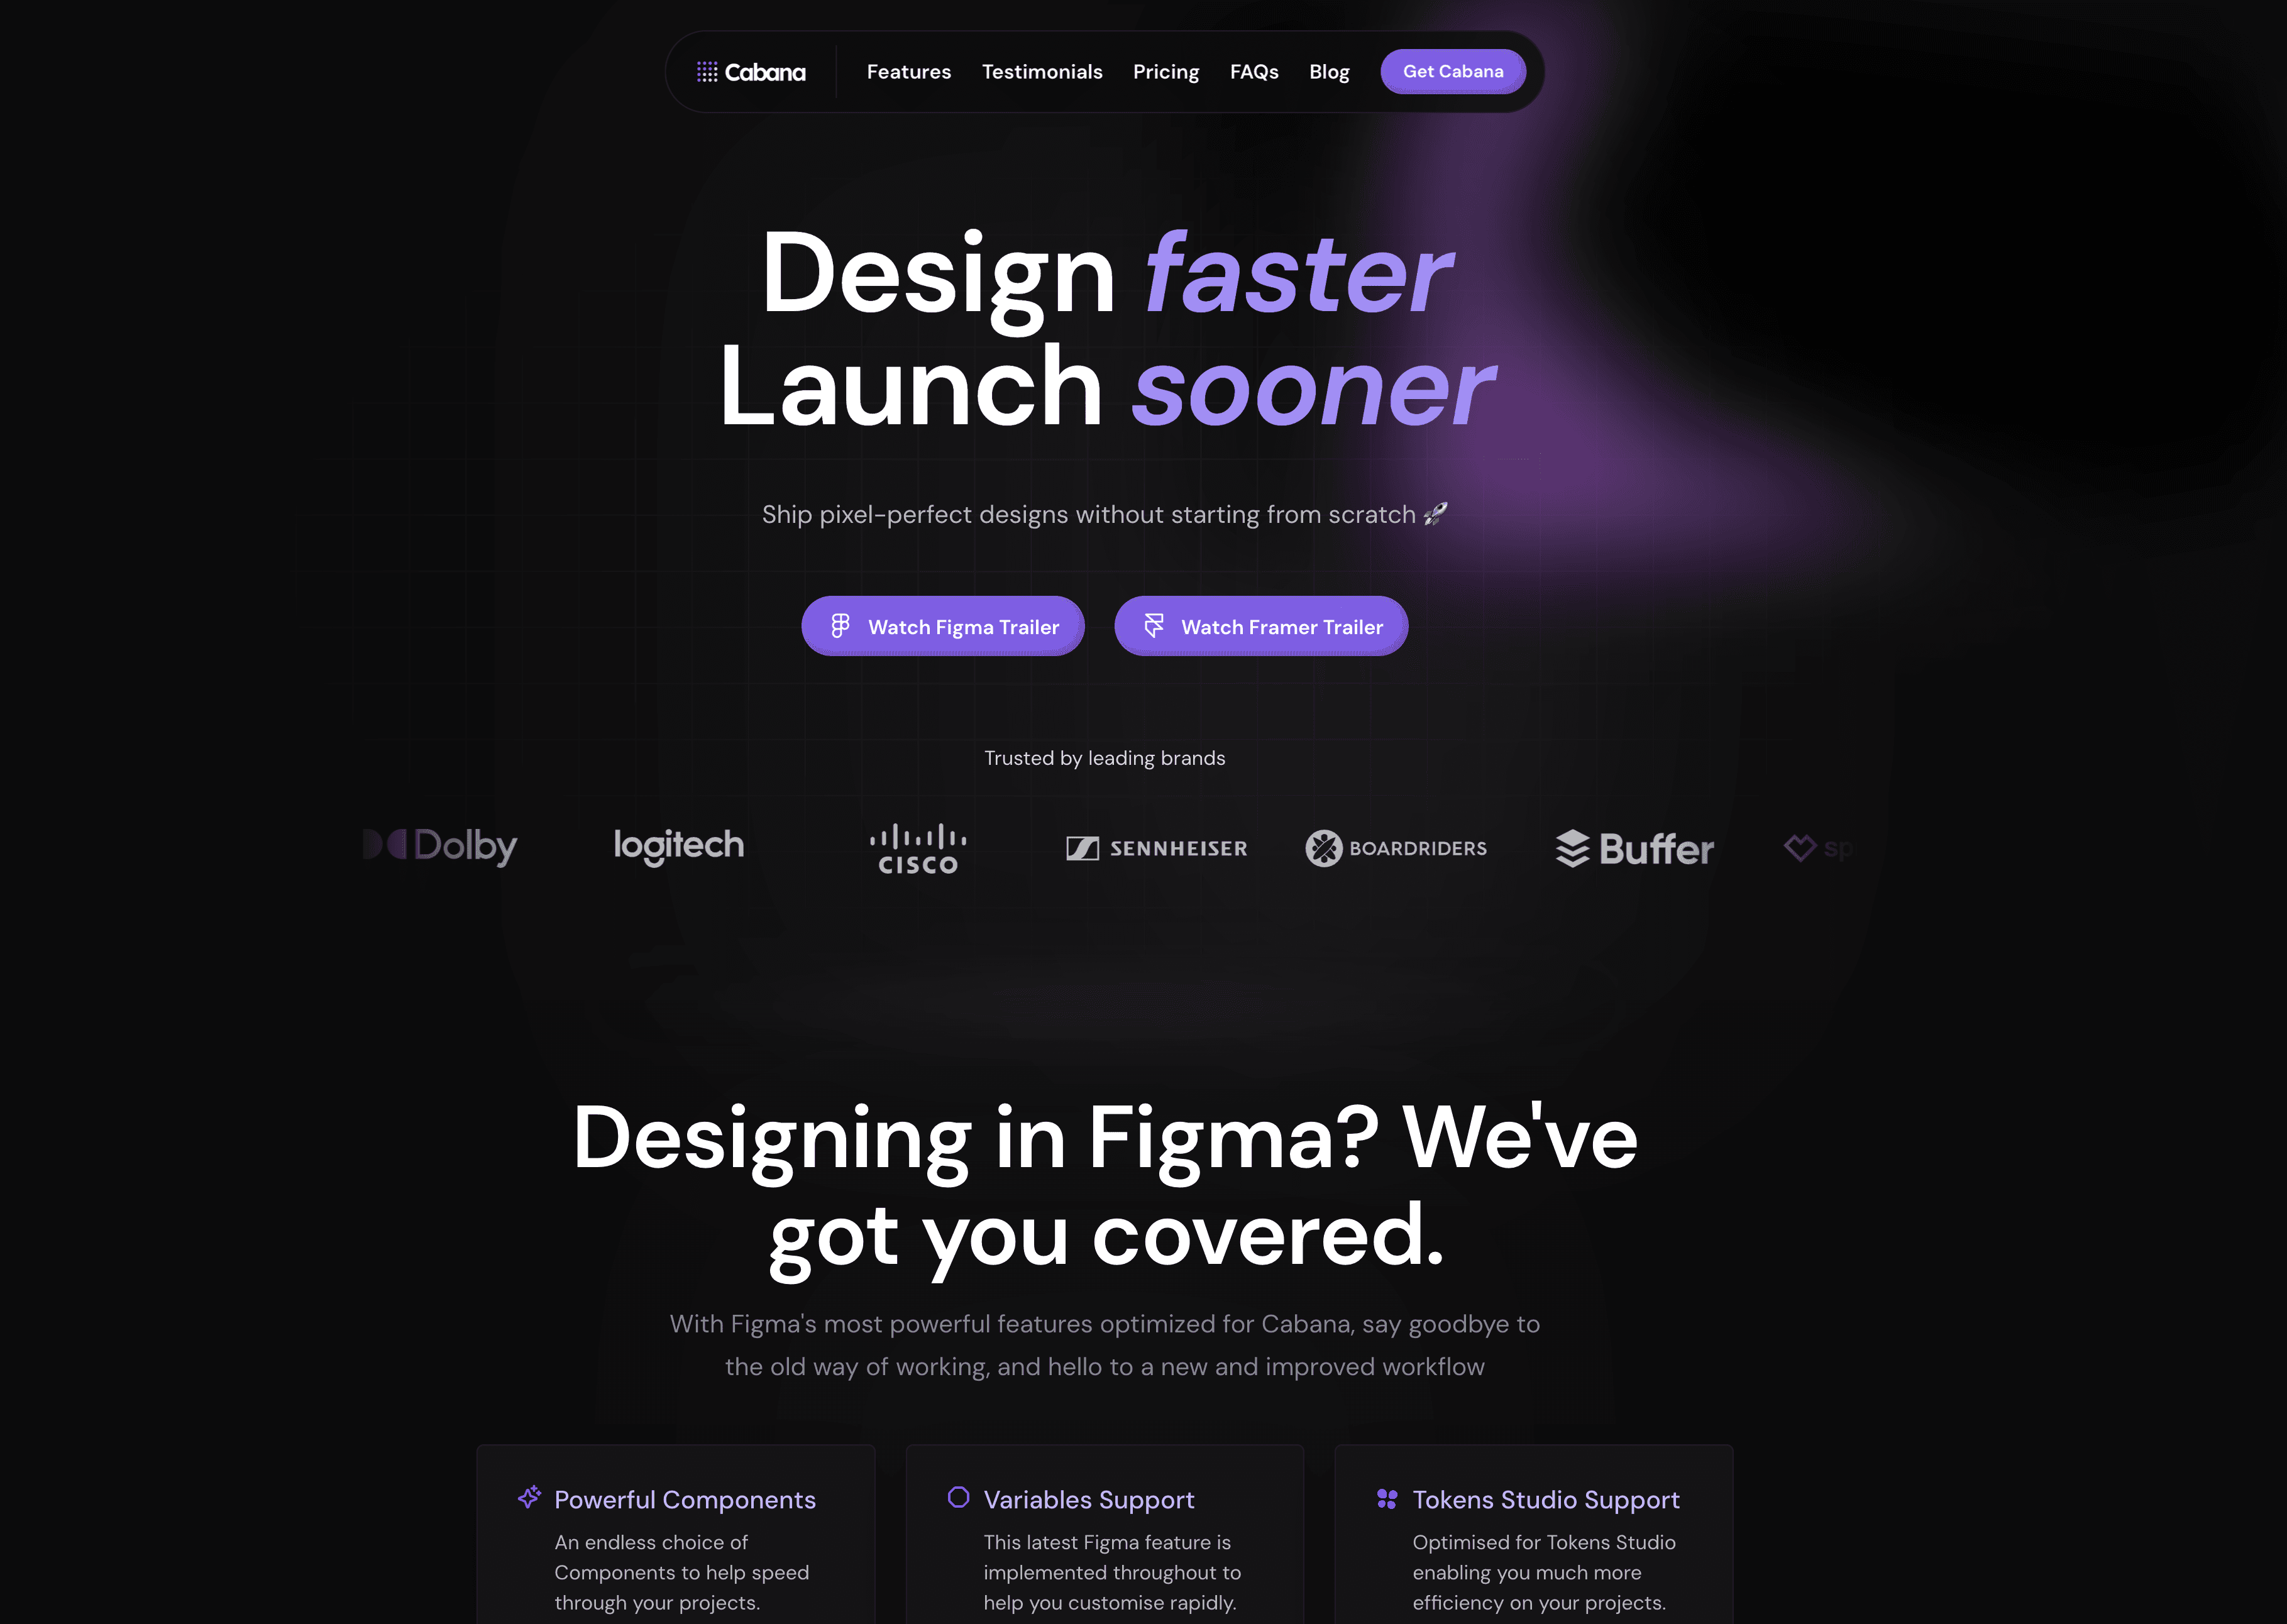 Cabana
Features
Testimonials
Pricing
FAQs
Blog
Get Cabana
Design faster
Launch sooner
Ship pixel-perfect designs without starting from scratch 🚀
Watch Figma Trailer
Watch Framer Trailer
Trusted by leading brands
Dolby
logitech
CISCO
SENNHEISER
BOARDRIDERS
Buffer
sp
Designing in Figma? We've
got you covered.
With Figma's most powerful features optimized for Cabana, say goodbye to
the old way of working, and hello to a new and improved workflow
Powerful Components
An endless choice of
Components to help speed
through your projects.
Variables Support
This latest Figma feature is
implemented throughout to
help you customise rapidly.
Tokens Studio Support
Optimised for Tokens Studio
enabling you much more
efficiency on your projects.